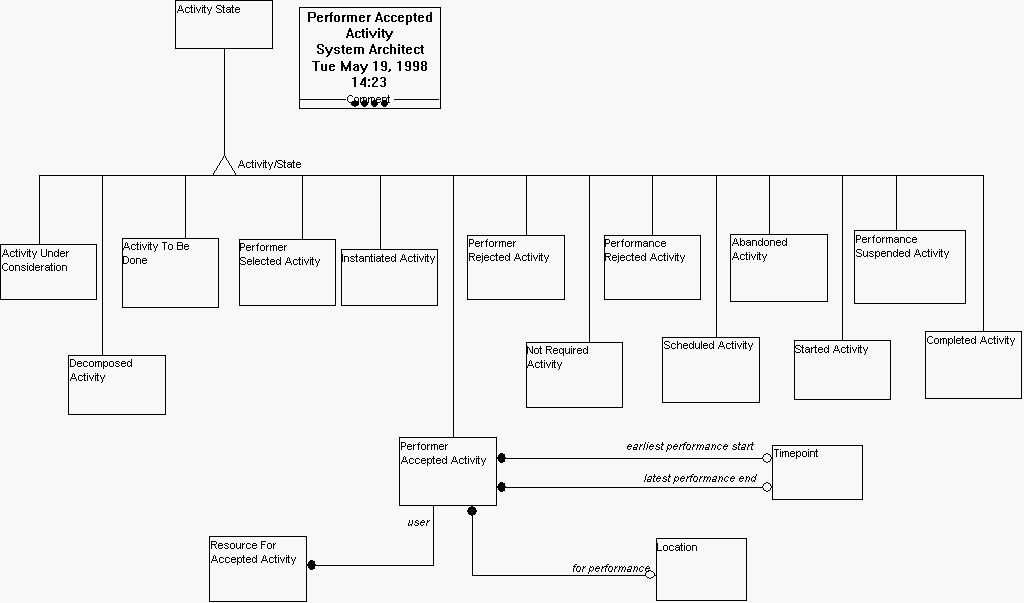 Activity State
Performer Accepted
Activity
System Architect
Tue May 19, 1998
14:23
Comment
Activity/State
Activity Under
Consideration
Activity To Be
Done
Performer
Selected Activity
Instantiated Activity
Performer
Rejected Activity
Performance
Rejected Activity
Abandoned
Activity
Performance
Suspended Activity
Decomposed
Activity
Not Required
Activity
Scheduled Activity
Started Activity
Completed Activity
Performer
Accepted Activity
earliest performance start
Timepoint
latest performance end
user
Resource For
Accepted Activity
for performance
Location